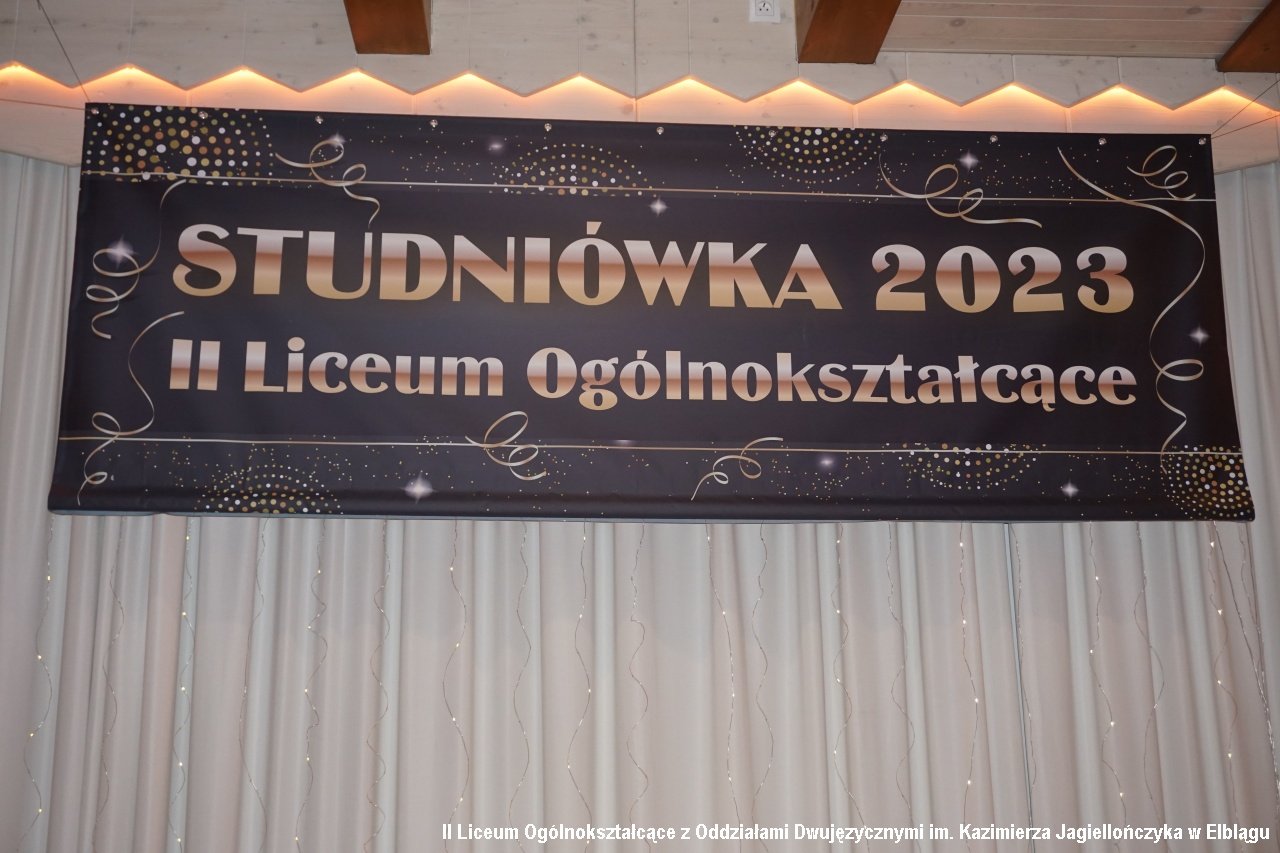 STUDNIÓWKA 2023
II Liceum Ogólnokształcące
II Liceum Ogólnokształcące z Oddziałami Dwujęzycznymi im. Kazimierza Jagiellończyka w Elblągu